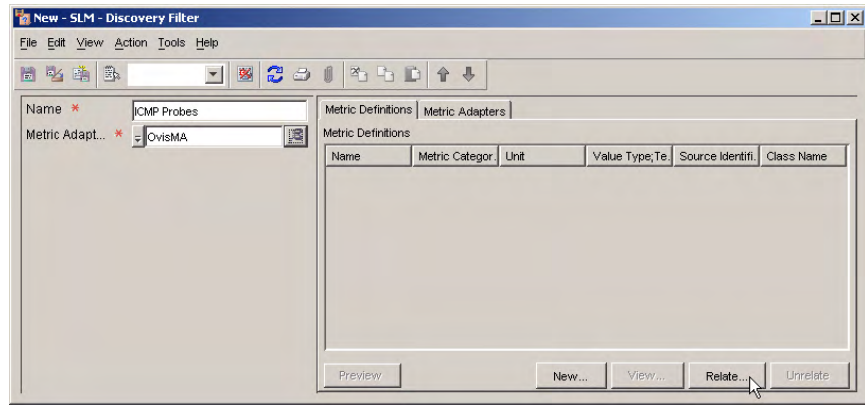 New - SLM - Discovery Filter
File Edit View Action Tools Help
Name *
ICMP Probes
Metric Adapt... *
OvisMA
Metric Definitions
Metric Adapters
Metric Definitions
Name Metric Categor. Unit Value Type;Te. Source Identifi. Class Name
Preview New... View... Relate... Unrelate